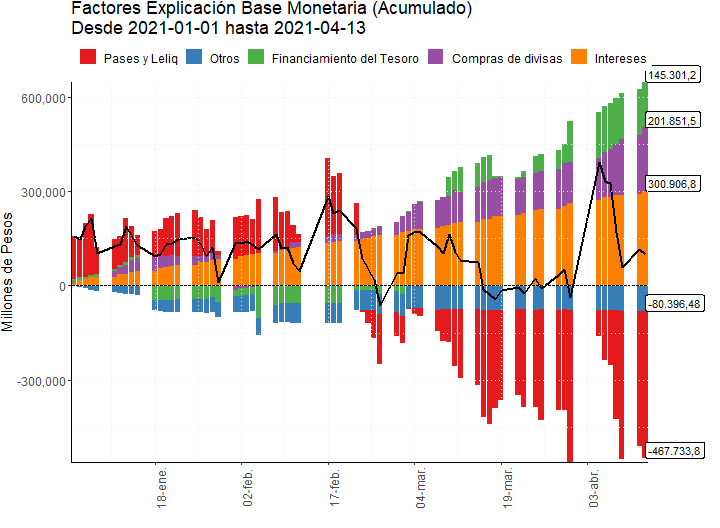 Factores Explicación Base Monetaria (Acumulado)
Desde 2021-01-01 hasta 2021-04-13
Pases y Leliq
Otros
Financiamiento del Tesoro
Compras de divisas
Intereses
Millones de Pesos
600,000
300,000
0
-300,000
145.301,2
201.851,5
300.906,8
-80.396,48
-467.733,8
18-ene.
02-feb.
17-feb.
04-mar.
19-mar.
03-abr.